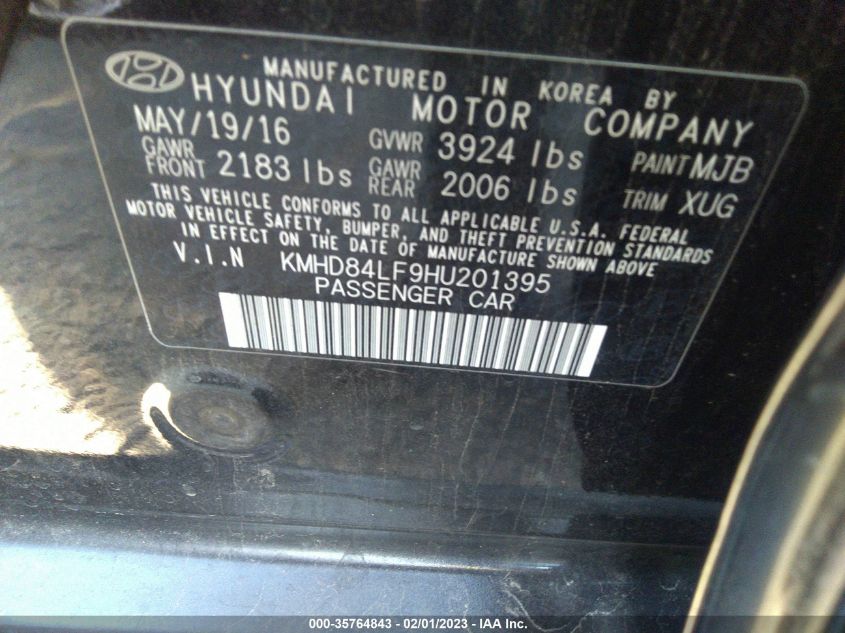 MANUFACTURED IN KOREA BY
HYUNDAI MOTOR COMPANY
MAY/19/16 GVWR 3924 lbs PAINT MJB
GAWR FRONT 2183 lbs GAWR REAR 2006 lbs TRIM XUG
THIS VEHICLE CONFORMS TO ALL APPLICABLE U.S.A. FEDERAL
MOTOR VEHICLE SAFETY, BUMPER, AND THEFT PREVENTION STANDARDS
IN EFFECT ON THE DATE OF MANUFACTURE SHOWN ABOVE
V.I.N KMHD84LF9HU201395
PASSENGER CAR
000-35764843 - 02/01/2023 - IAA Inc.